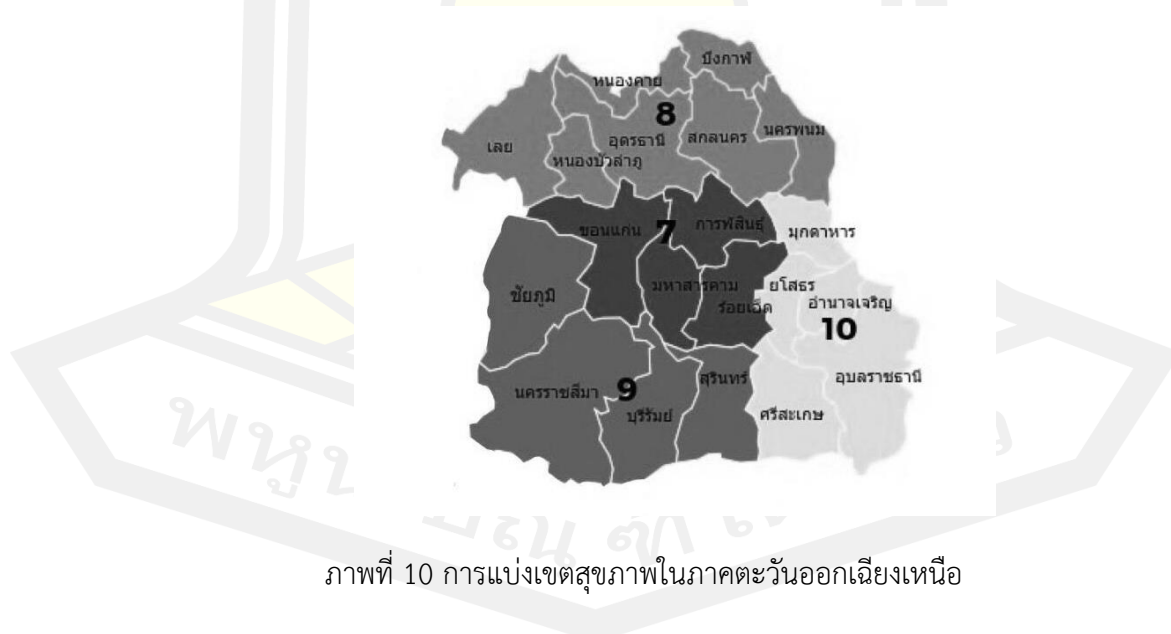 บึงกาฬ
หนองคาย
8
เลย
อุดรธานี
สกลนคร
นครพนม
หนองบัวลำภู
ขอนแก่น
7
การพัสินธุ์
มุกดาหาร
ชัยภูมิ
มหาสารคาม
ร้อยเอ็ด
ยโสธร
อำนาจเจริญ
10
นครราชสีมา
9
บุรีรัมย์
สุรินทร์
อุบลราชธานี
ศรีสะเกษ
ภาพที่ 10 การแบ่งเขตสุขภาพในภาคตะวันออกเฉียงเหนือ